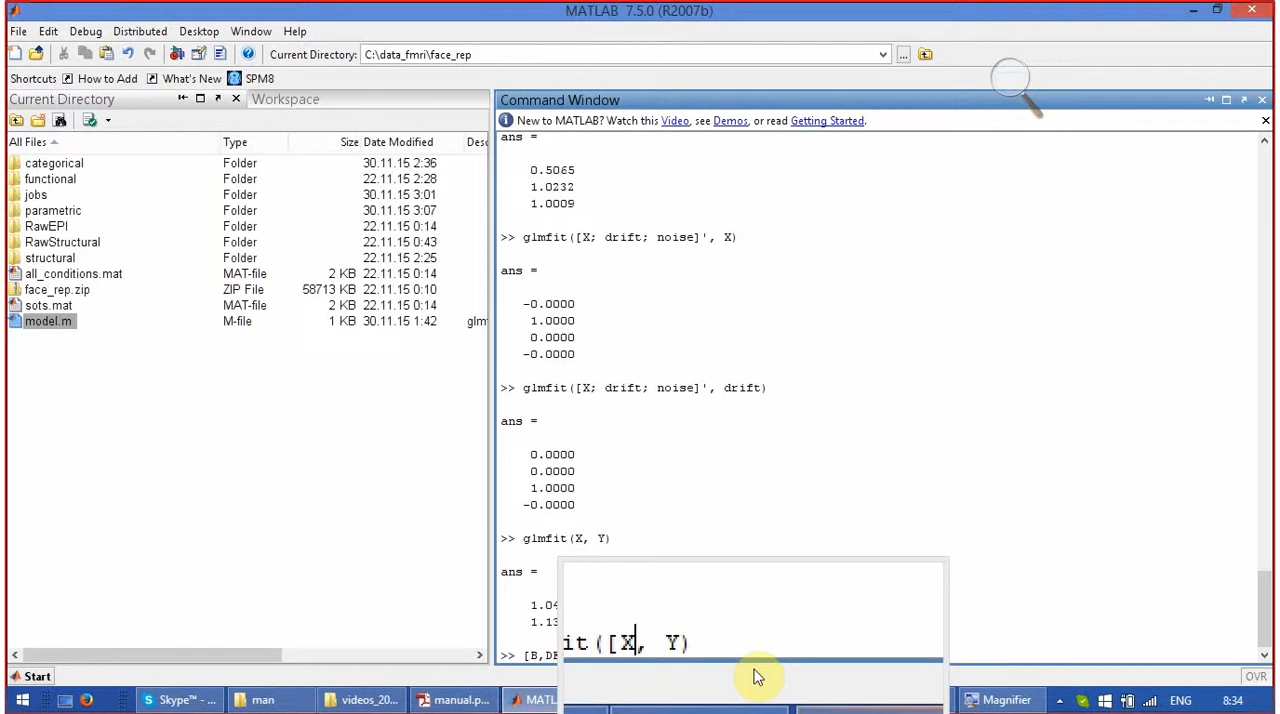 MATLAB 7.5.0 (R2007b)
File Edit Debug Distributed Desktop Window Help
Current Directory: C:\data_fmri\face_rep ...
Shortcuts How to Add What's New SPM8
Current Directory Workspace
All Files Type Size Date Modified Desc
categorical Folder 30.11.15 2:36
functional Folder 22.11.15 2:28
jobs Folder 30.11.15 3:01
parametric Folder 30.11.15 3:07
RawEPI Folder 22.11.15 0:14
RawStructural Folder 22.11.15 0:43
structural Folder 22.11.15 2:25
all_conditions.mat MAT-file 2 KB 22.11.15 0:14
face_rep.zip ZIP File 58713 KB 22.11.15 0:10
sots.mat MAT-file 2 KB 22.11.15 0:14
model.m M-file 1 KB 30.11.15 1:42 glm
Command Window
New to MATLAB? Watch this Video, see Demos, or read Getting Started.
ans =
0.5065
1.0232
1.0009
>> glmfit([X; drift; noise]', X)
ans =
-0.0000
1.0000
0.0000
-0.0000
>> glmfit([X; drift; noise]', drift)
ans =
0.0000
0.0000
1.0000
-0.0000
>> glmfit(X, Y)
ans =
1.04
1.13
>> [B,DE
it([X, Y)
Start OVR
Skype™ - ... man videos_20... manual.p... MATL Magnifier ENG 8:34